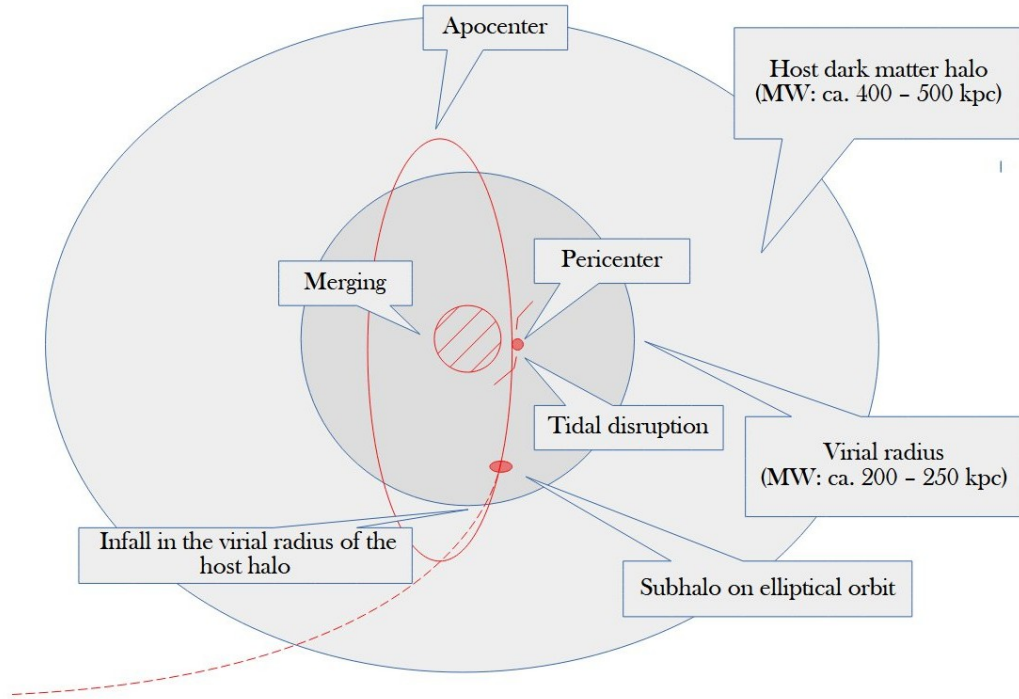 Apocenter
Host dark matter halo
(MW: ca. 400 – 500 kpc)
Pericenter
Merging
Tidal disruption
Virial radius
(MW: ca. 200 – 250 kpc)
Infall in the virial radius of the
host halo
Subhalo on elliptical orbit